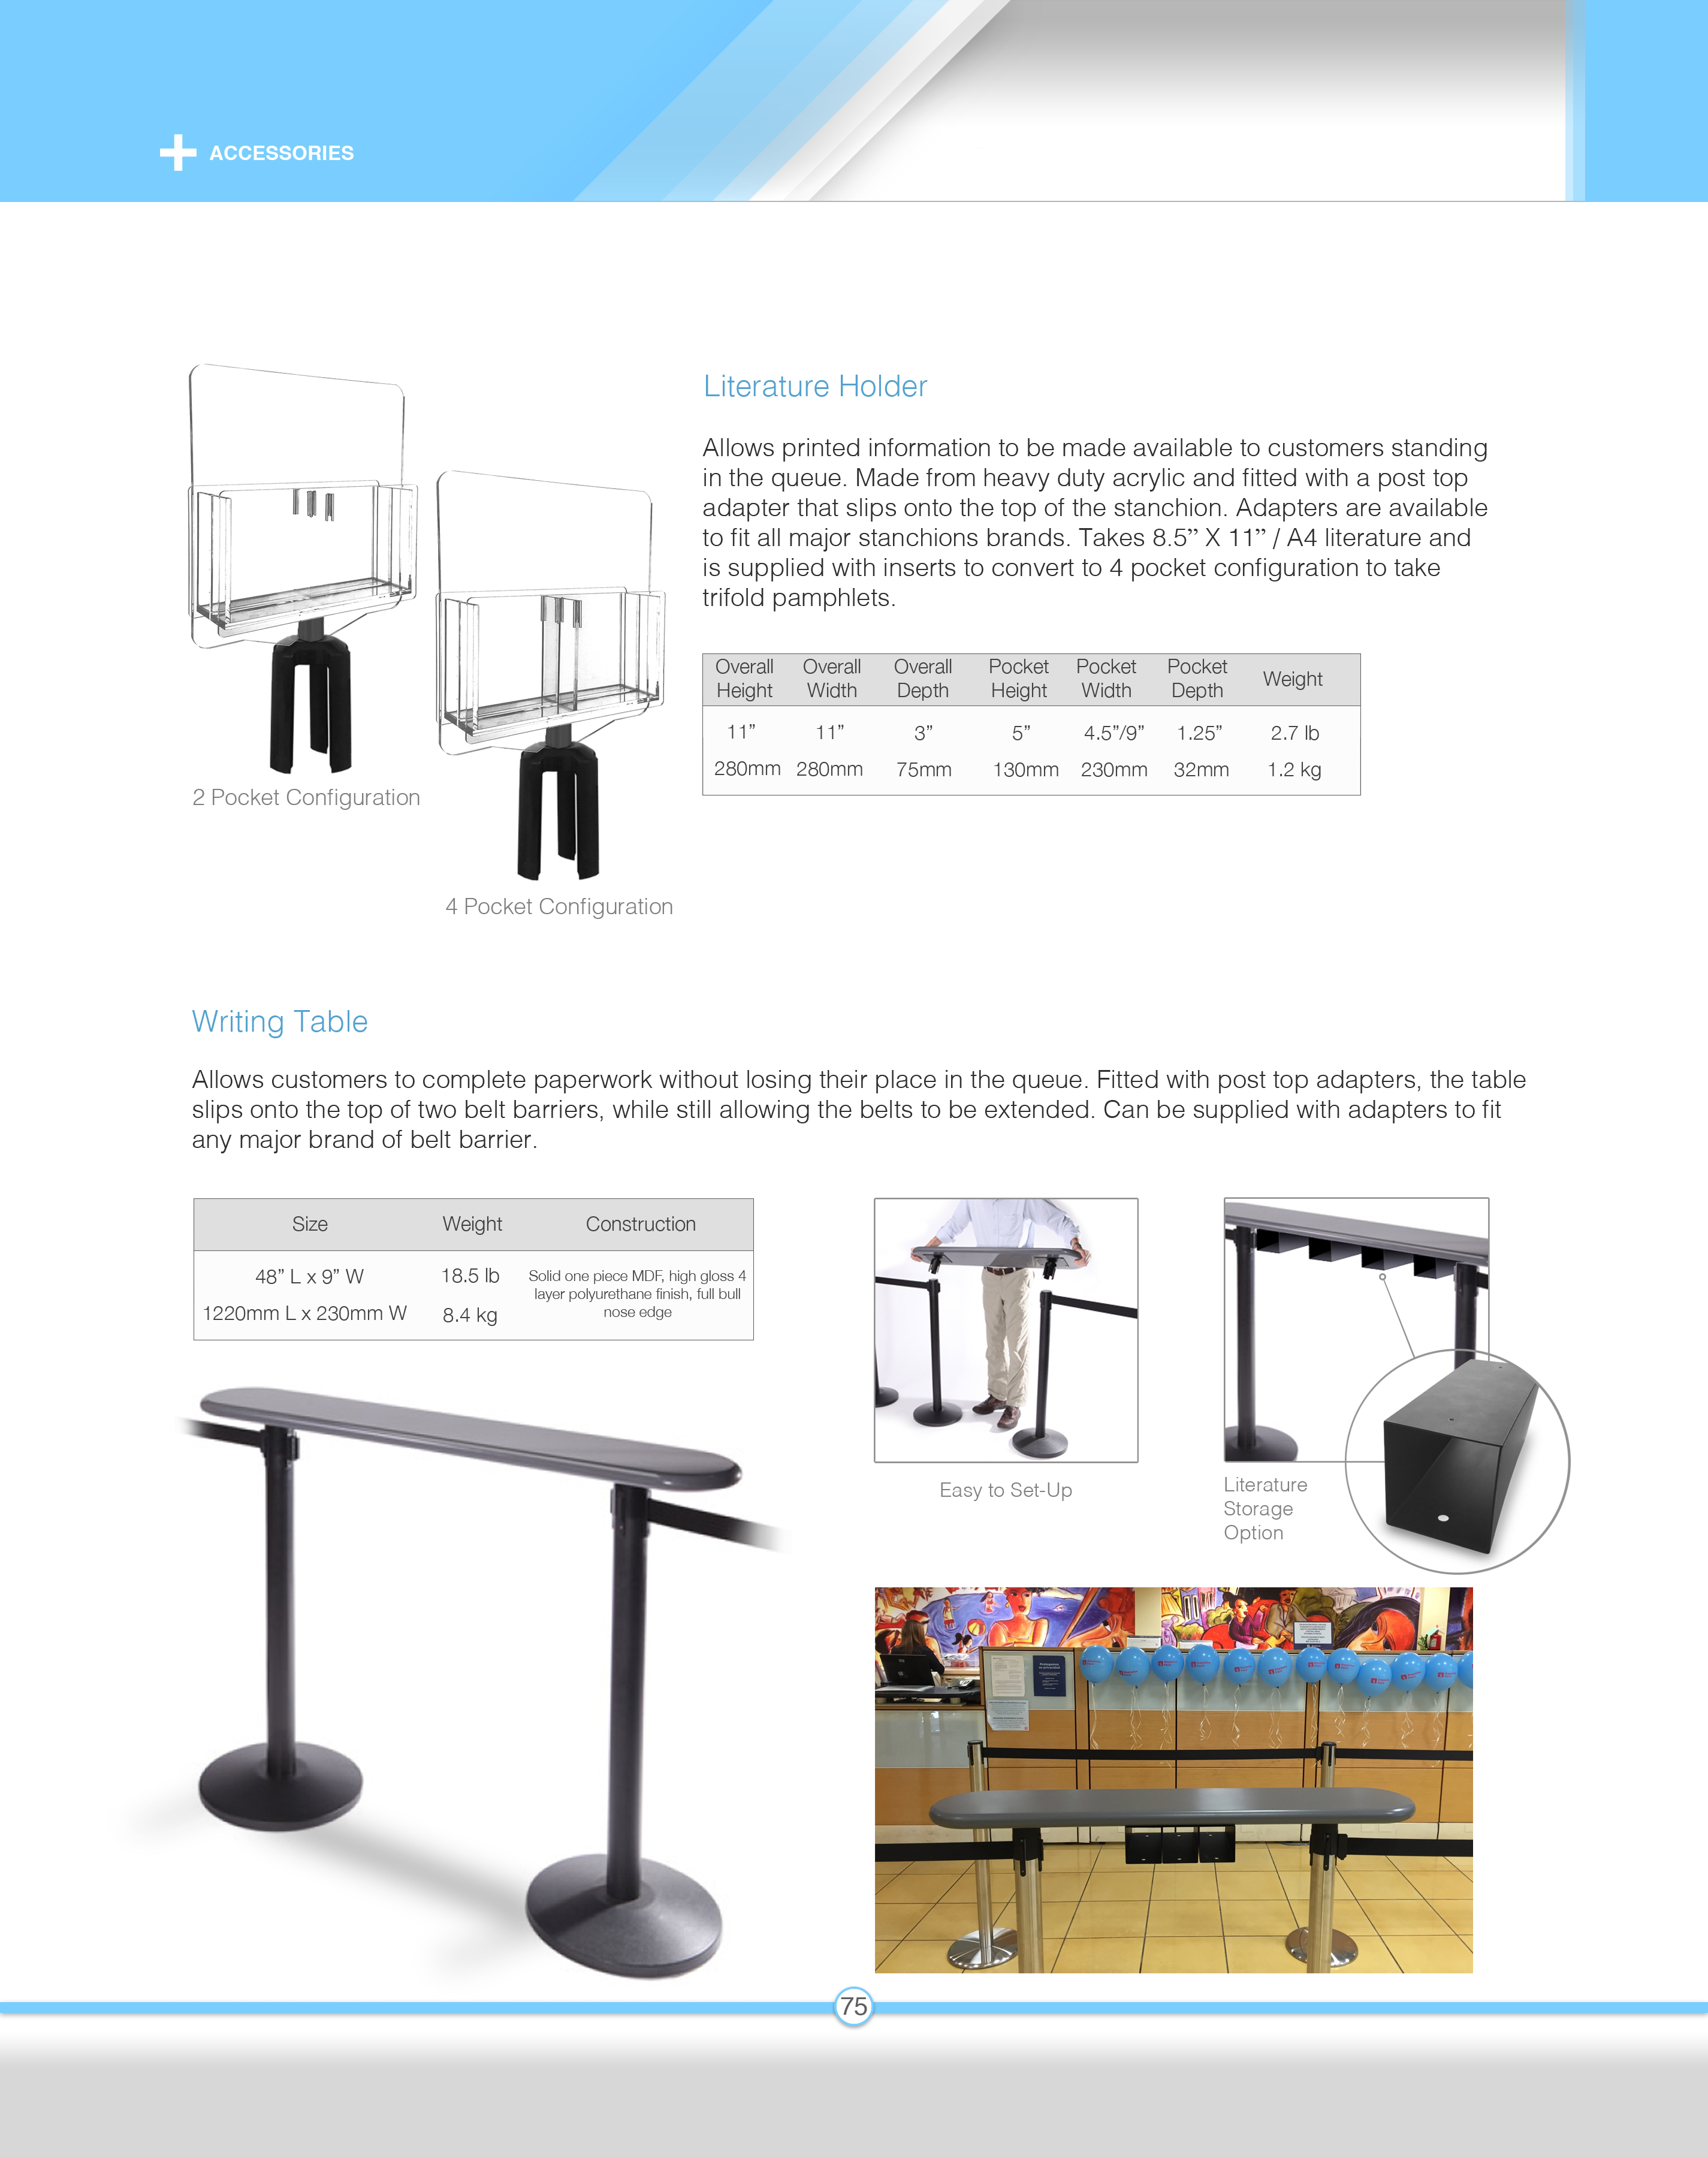 ACCESSORIES
Literature Holder
Allows printed information to be made available to customers standing
in the queue. Made from heavy duty acrylic and fitted with a post top
adapter that slips onto the top of the stanchion. Adapters are available
to fit all major stanchions brands. Takes 8.5” X 11” / A4 literature and
is supplied with inserts to convert to 4 pocket configuration to take
trifold pamphlets.
Overall Height Overall Width Overall Depth Pocket Height Pocket Width Pocket Depth Weight
11” 11” 3” 5” 4.5”/9” 1.25” 2.7 lb
280mm 280mm 75mm 130mm 230mm 32mm 1.2 kg
2 Pocket Configuration
4 Pocket Configuration
Writing Table
Allows customers to complete paperwork without losing their place in the queue. Fitted with post top adapters, the table
slips onto the top of two belt barriers, while still allowing the belts to be extended. Can be supplied with adapters to fit
any major brand of belt barrier.
Size Weight Construction
48” L x 9” W 18.5 lb
1220mm L x 230mm W 8.4 kg
Solid one piece MDF, high gloss 4
layer polyurethane finish, full bull
nose edge
Easy to Set-Up
Literature
Storage
Option
75